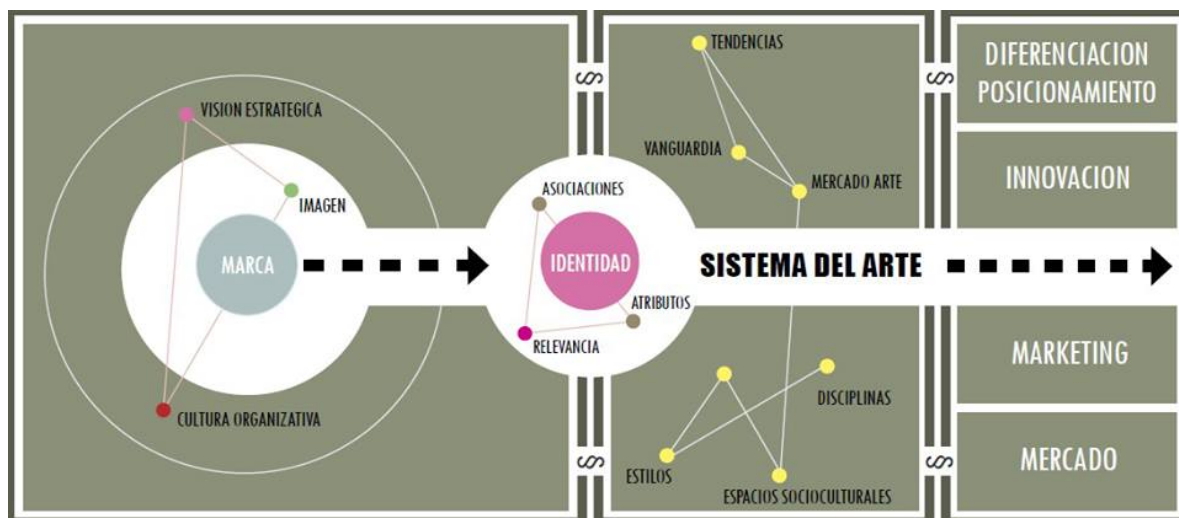 VISION ESTRATEGICA
IMAGEN
MARCA
CULTURA ORGANIZATIVA
§
ASOCIACIONES
IDENTIDAD
ATRIBUTOS
RELEVANCIA
§
TENDENCIAS
VANGUARDIA
MERCADO ARTE
SISTEMA DEL ARTE
DISCIPLINAS
ESTILOS
ESPACIOS SOCIOCULTURALES
§
§
DIFERENCIACION
POSICIONAMIENTO
INNOVACION
MARKETING
MERCADO